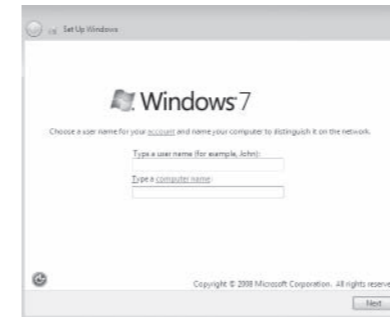 Set Up Windows
Windows 7
Choose a user name for your account and name your computer to distinguish it on the network.
Type a user name (for example, John):
Type a computer name:
Copyright © 2008 Microsoft Corporation. All rights reserve
Next